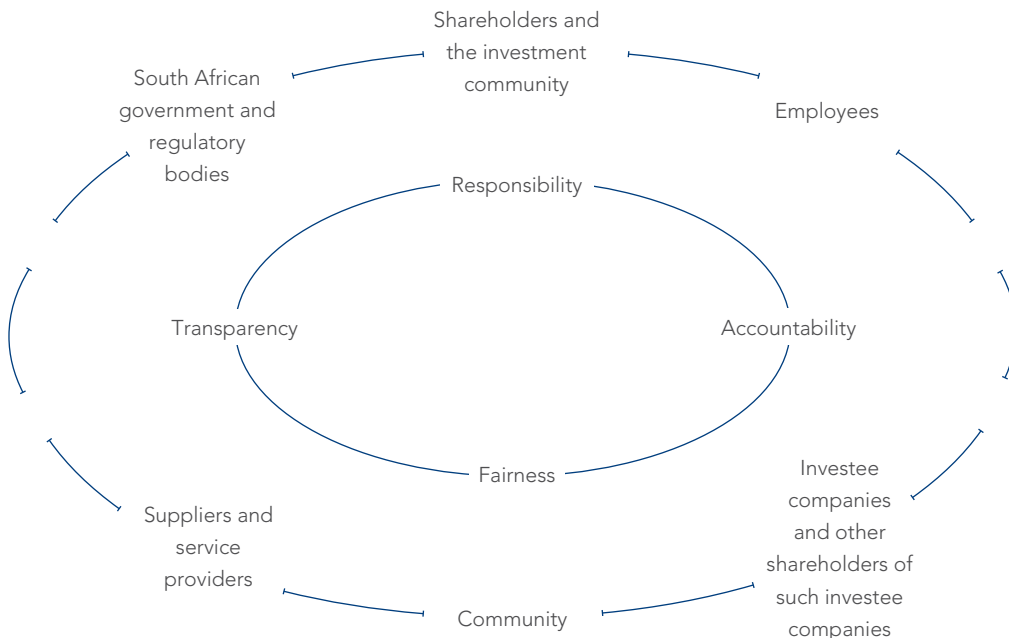 Shareholders and
the investment
community
South African
government and
regulatory
bodies
Employees
Responsibility
Transparency
Accountability
Fairness
Suppliers and
service
providers
Investee
companies
and other
shareholders of
such investee
companies
Community